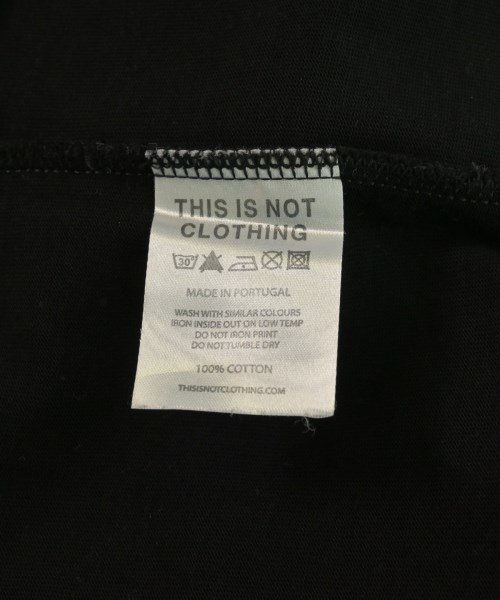 THIS IS NOT
CLOTHING
30°
MADE IN PORTUGAL
WASH WITH SIMILAR COLOURS
IRON INSIDE OUT ON LOW TEMP
DO NOT IRON PRINT
DO NOT TUMBLE DRY
100% COTTON
THISISNOTCLOTHING.COM